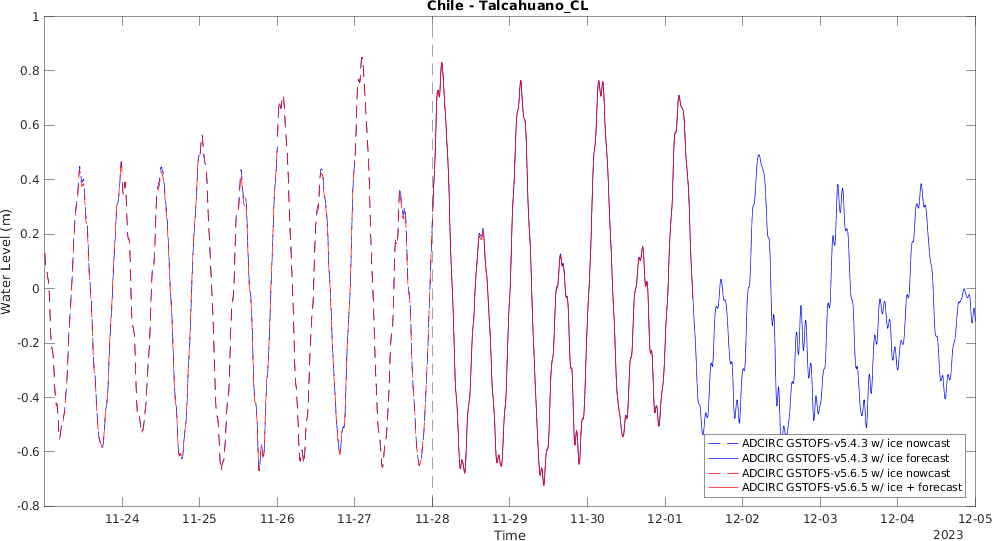 Chile - Talcahuano_CL
1
0.8
0.6
0.4
0.2
0
-0.2
-0.4
-0.6
-0.8
Water Level (m)
11-24 11-25 11-26 11-27 11-28 11-29 11-30 12-01 12-02 12-03 12-04 12-05
Time
2023
ADCIRC GSTOFS-v5.4.3 w/ ice nowcast
ADCIRC GSTOFS-v5.4.3 w/ ice forecast
ADCIRC GSTOFS-v5.6.5 w/ ice nowcast
ADCIRC GSTOFS-v5.6.5 w/ ice + forecast